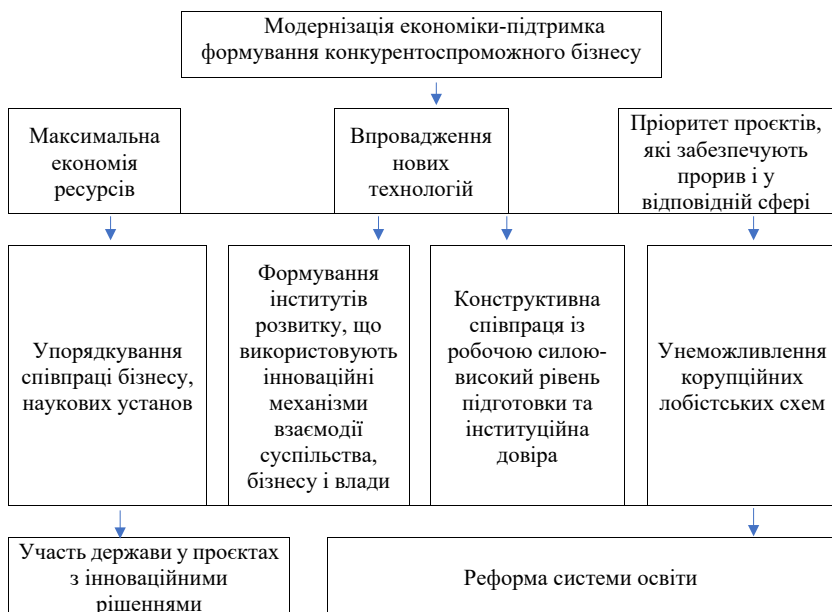 Модернізація економіки-підтримка
формування конкурентоспроможного бізнесу
Максимальна
економія
ресурсів
Впровадження
нових
технологій
Пріоритет проєктів,
які забезпечують
прорив і у
відповідній сфері
Упорядкування
співпраці бізнесу,
наукових установ
Формування
інститутів
розвитку, що
використовують
інноваційні
механізми
взаємодії
суспільства,
бізнесу і влади
Конструктивна
співпраця із
робочою силою-
високий рівень
підготовки та
інституційна
довіра
Унеможливлення
корупційних
лобістських схем
Участь держави у проєктах
з інноваційними
рішеннями
Реформа системи освіти